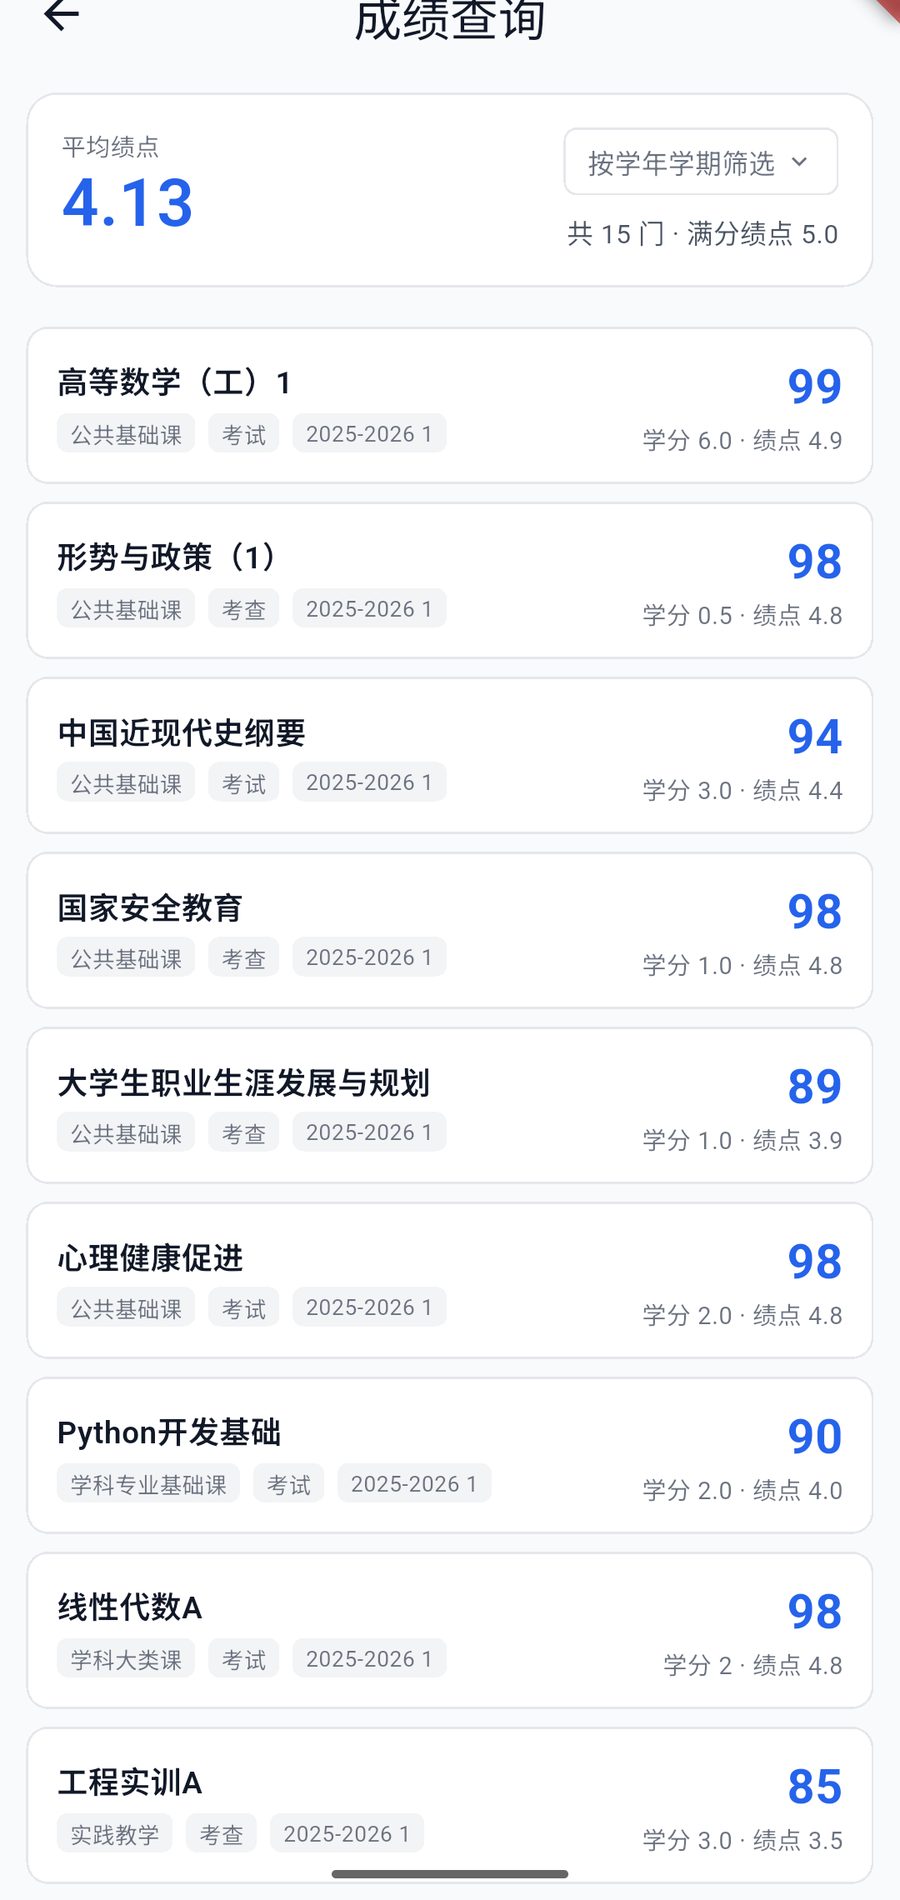 成绩查询
平均绩点
4.13
按学年学期筛选
共 15 门 · 满分绩点 5.0
高等数学（工）1
99
公共基础课 考试 2025-2026 1
学分 6.0 · 绩点 4.9
形势与政策（1）
98
公共基础课 考查 2025-2026 1
学分 0.5 · 绩点 4.8
中国近现代史纲要
94
公共基础课 考试 2025-2026 1
学分 3.0 · 绩点 4.4
国家安全教育
98
公共基础课 考查 2025-2026 1
学分 1.0 · 绩点 4.8
大学生职业生涯发展与规划
89
公共基础课 考查 2025-2026 1
学分 1.0 · 绩点 3.9
心理健康促进
98
公共基础课 考试 2025-2026 1
学分 2.0 · 绩点 4.8
Python开发基础
90
学科专业基础课 考试 2025-2026 1
学分 2.0 · 绩点 4.0
线性代数A
98
学科大类课 考试 2025-2026 1
学分 2 · 绩点 4.8
工程实训A
85
实践教学 考查 2025-2026 1
学分 3.0 · 绩点 3.5